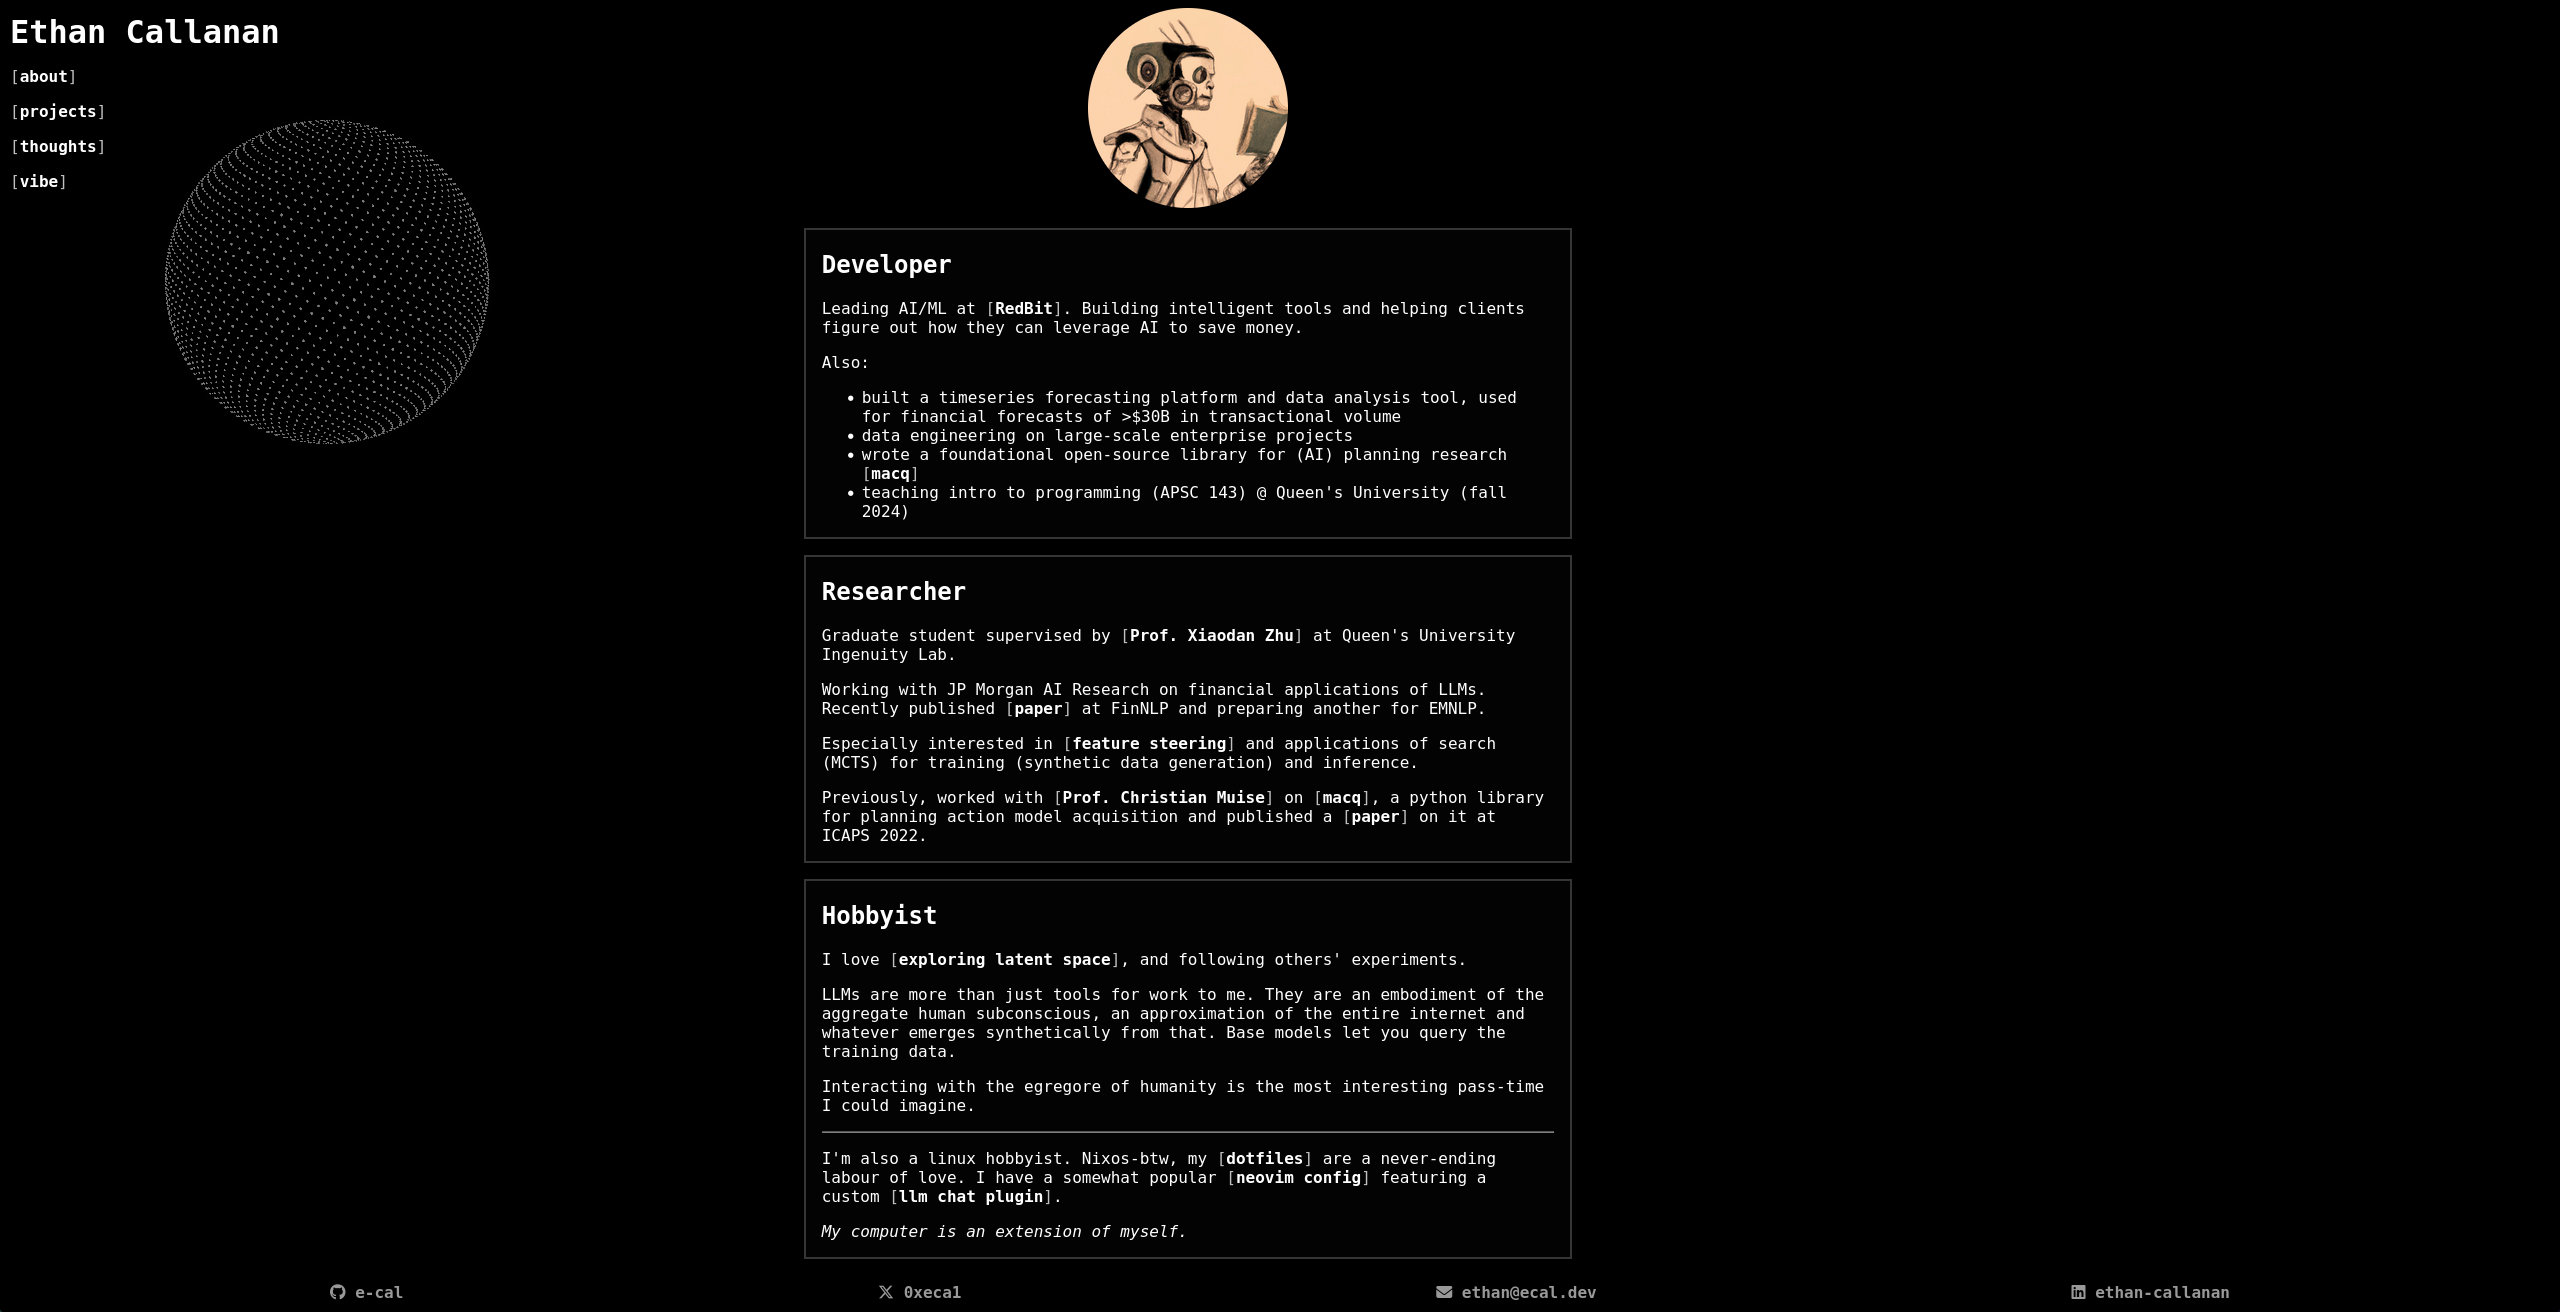 Ethan Callanan
[about]
[projects]
[thoughts]
[vibe]
Developer
Leading AI/ML at [RedBit]. Building intelligent tools and helping clients
figure out how they can leverage AI to save money.
Also:
• built a timeseries forecasting platform and data analysis tool, used
for financial forecasts of >$30B in transactional volume
• data engineering on large-scale enterprise projects
• wrote a foundational open-source library for (AI) planning research
[macq]
• teaching intro to programming (APSC 143) @ Queen's University (fall
2024)
Researcher
Graduate student supervised by [Prof. Xiaodan Zhu] at Queen's University
Ingenuity Lab.
Working with JP Morgan AI Research on financial applications of LLMs.
Recently published [paper] at FinNLP and preparing another for EMNLP.
Especially interested in [feature steering] and applications of search
(MCTS) for training (synthetic data generation) and inference.
Previously, worked with [Prof. Christian Muise] on [macq], a python library
for planning action model acquisition and published a [paper] on it at
ICAPS 2022.
Hobbyist
I love [exploring latent space], and following others' experiments.
LLMs are more than just tools for work to me. They are an embodiment of the
aggregate human subconscious, an approximation of the entire internet and
whatever emerges synthetically from that. Base models let you query the
training data.
Interacting with the egregore of humanity is the most interesting pass-time
I could imagine.
I'm also a linux hobbyist. Nixos-btw, my [dotfiles] are a never-ending
labour of love. I have a somewhat popular [neovim config] featuring a
custom [llm chat plugin].
My computer is an extension of myself.
e-cal
0xeca1
ethan@ecal.dev
ethan-callanan